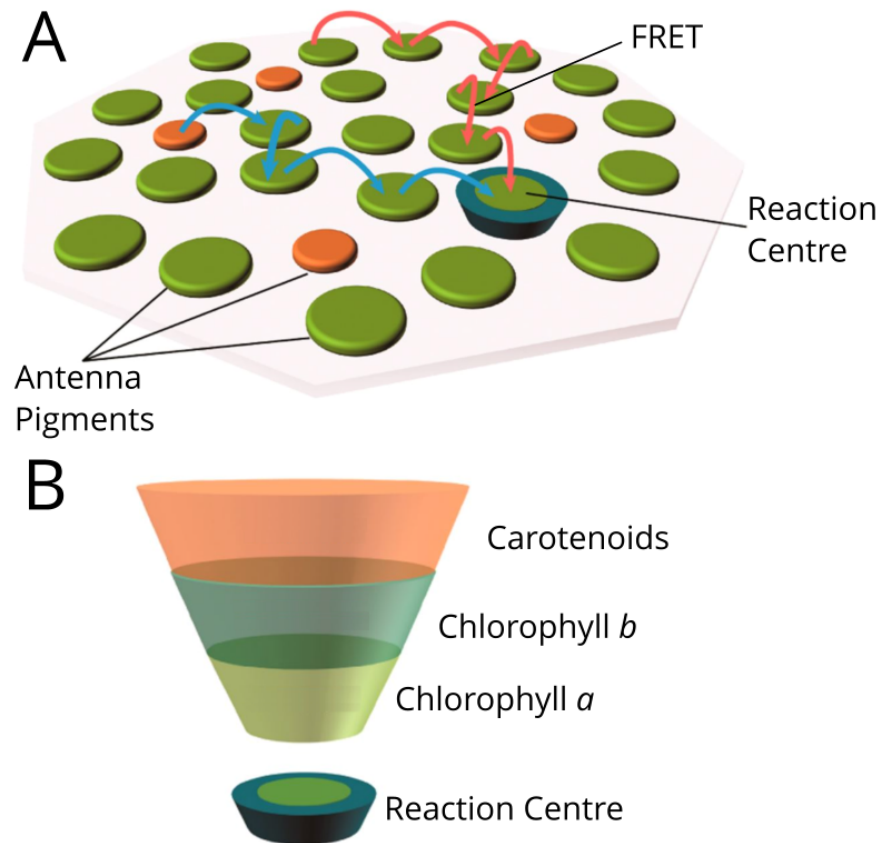 A
FRET
Reaction
Centre
Antenna
Pigments
B
Carotenoids
Chlorophyll b
Chlorophyll a
Reaction Centre